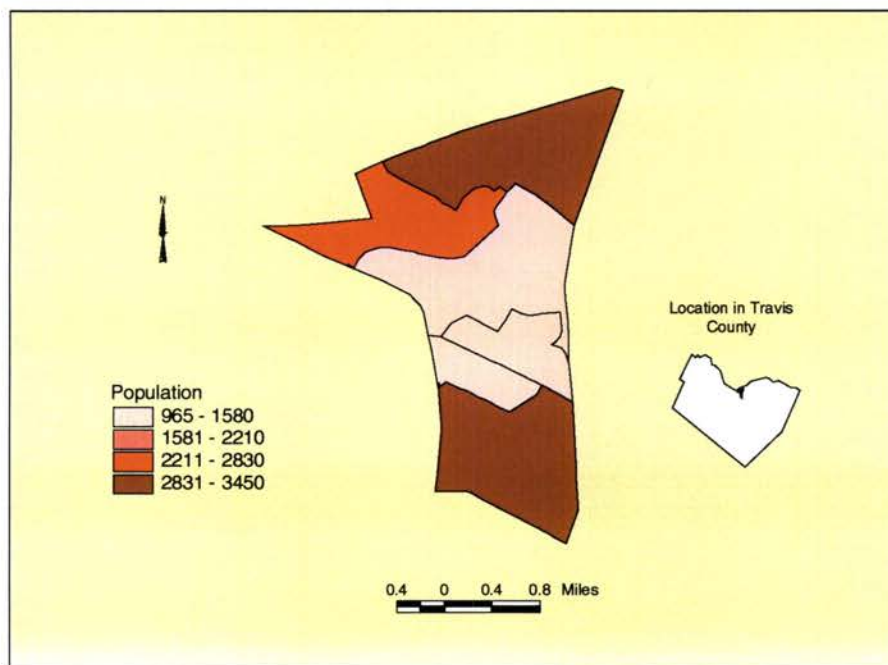 N
Location in Travis
County
Population
965 - 1580
1581 - 2210
2211 - 2830
2831 - 3450
0.4 0 0.4 0.8 Miles